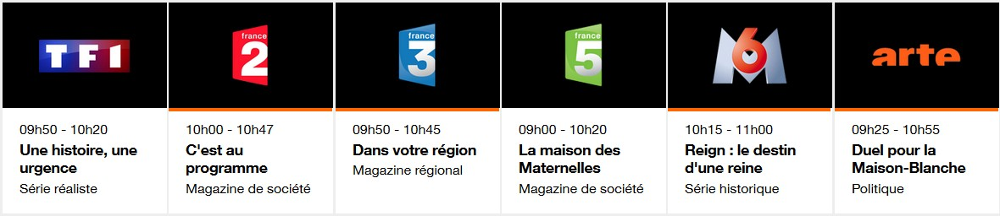 TF1
france
2
france
3
france
5
M6
arte
09h50 - 10h20
Une histoire, une
urgence
Série réaliste
10h00 - 10h47
C'est au
programme
Magazine de société
09h50 - 10h45
Dans votre région
Magazine régional
09h00 - 10h20
La maison des
Maternelles
Magazine de société
10h15 - 11h00
Reign : le destin
d'une reine
Série historique
09h25 - 10h55
Duel pour la
Maison-Blanche
Politique